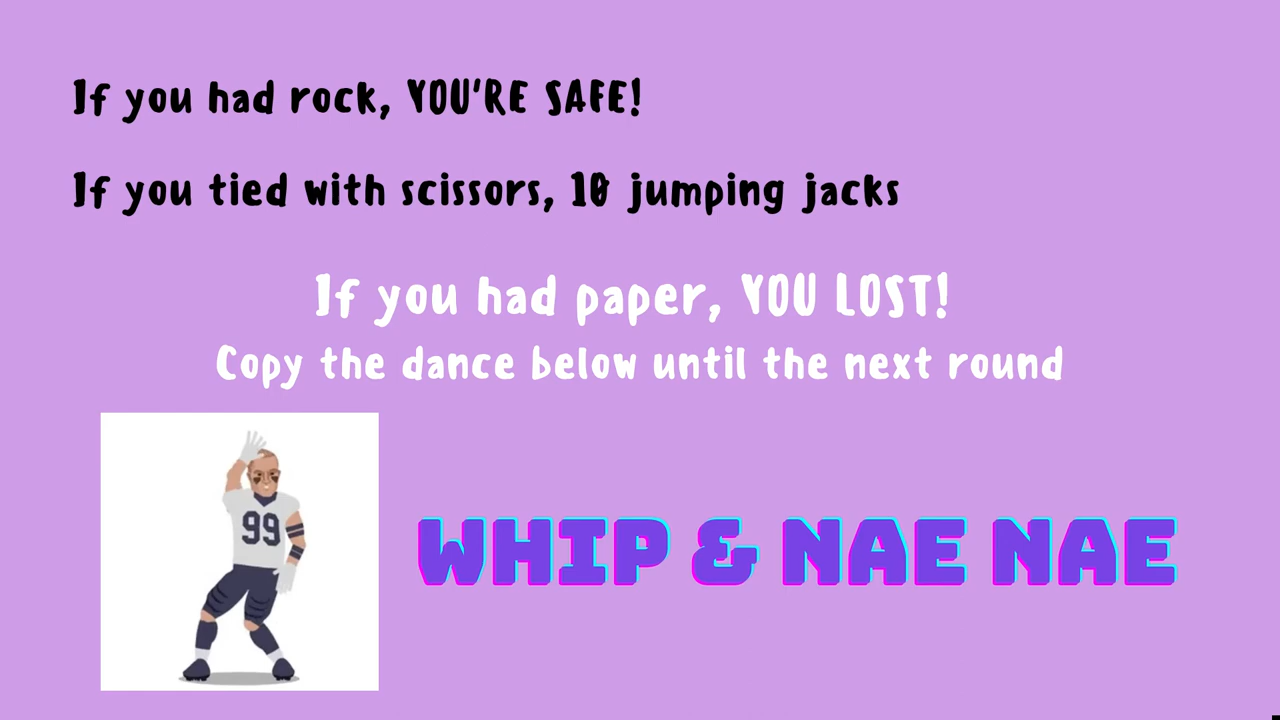 If you had rock, YOU'RE SAFE!
If you tied with scissors, 10 jumping jacks
If you had paper, YOU LOST!
Copy the dance below until the next round
99
WHIP & NAE NAE